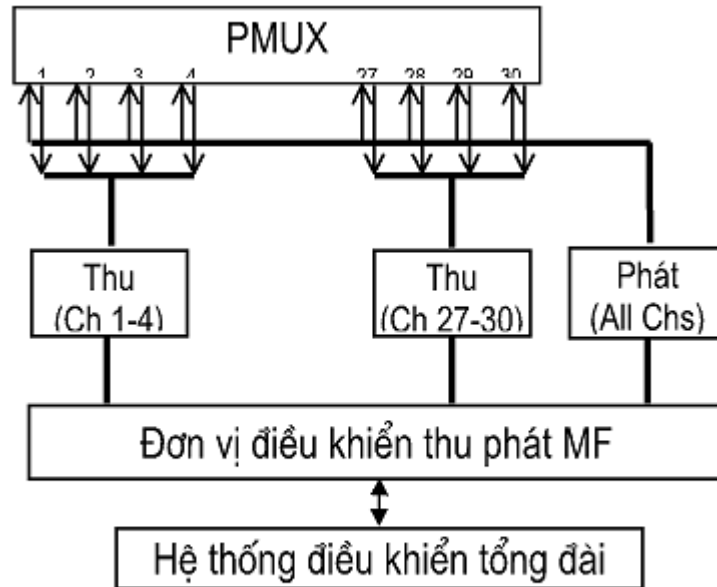 PMUX
1 2 3 4 27 28 29 30
Thu
(Ch 1-4)
Thu
(Ch 27-30)
Phát
(All Chs)
Đơn vị điều khiển thu phát MF
Hệ thống điều khiển tổng đài